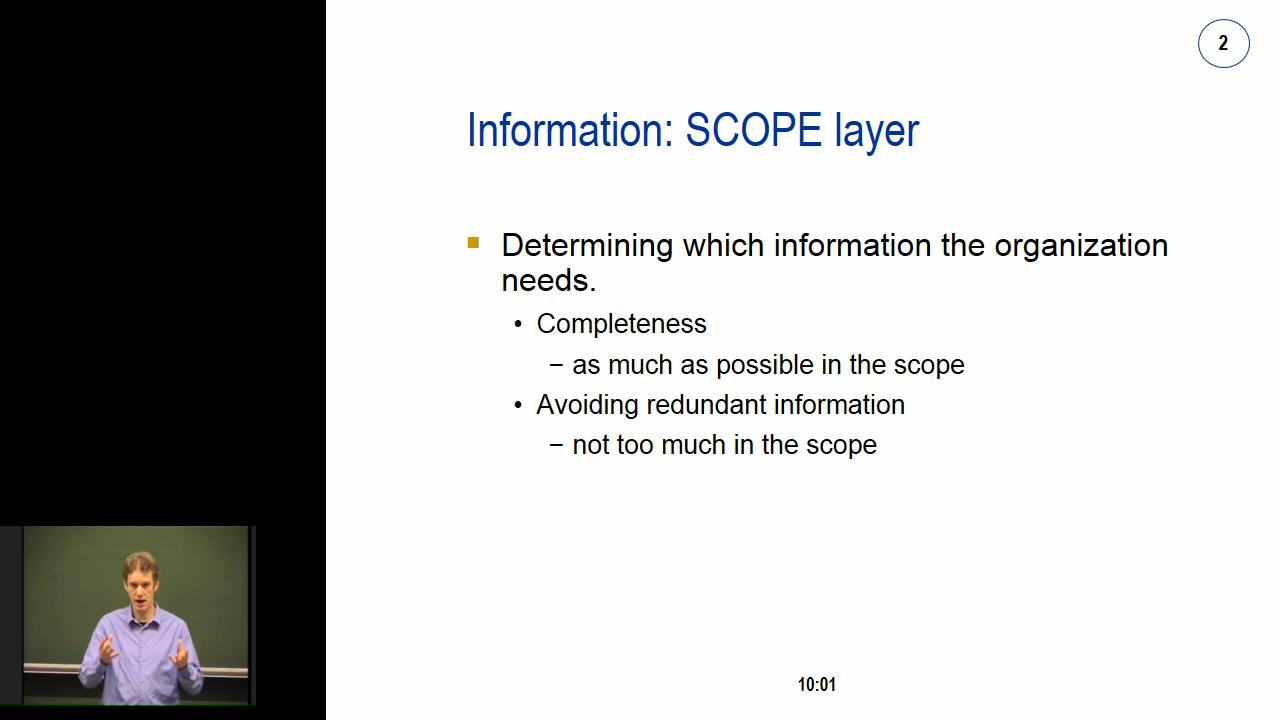 2
Information: SCOPE layer
Determining which information the organization
needs.
• Completeness
– as much as possible in the scope
• Avoiding redundant information
– not too much in the scope
10:01